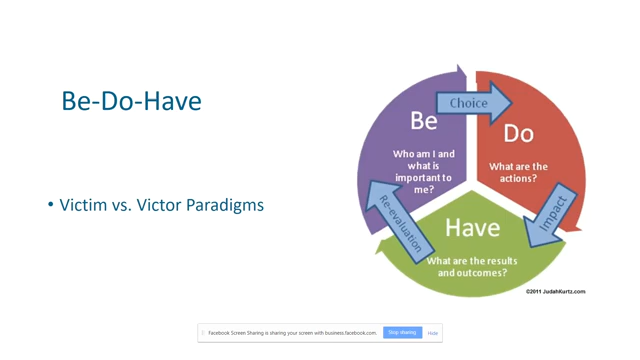 Be-Do-Have
• Victim vs. Victor Paradigms
Choice
Be
Who am I and
what is
important to
me?
Do
What are the
actions?
Impact
Have
What are the results
and outcomes?
Re-evaluation
©2011 JudahKurtz.com
Facebook Screen Sharing is sharing your screen with business.facebook.com.
Stop sharing
Hide